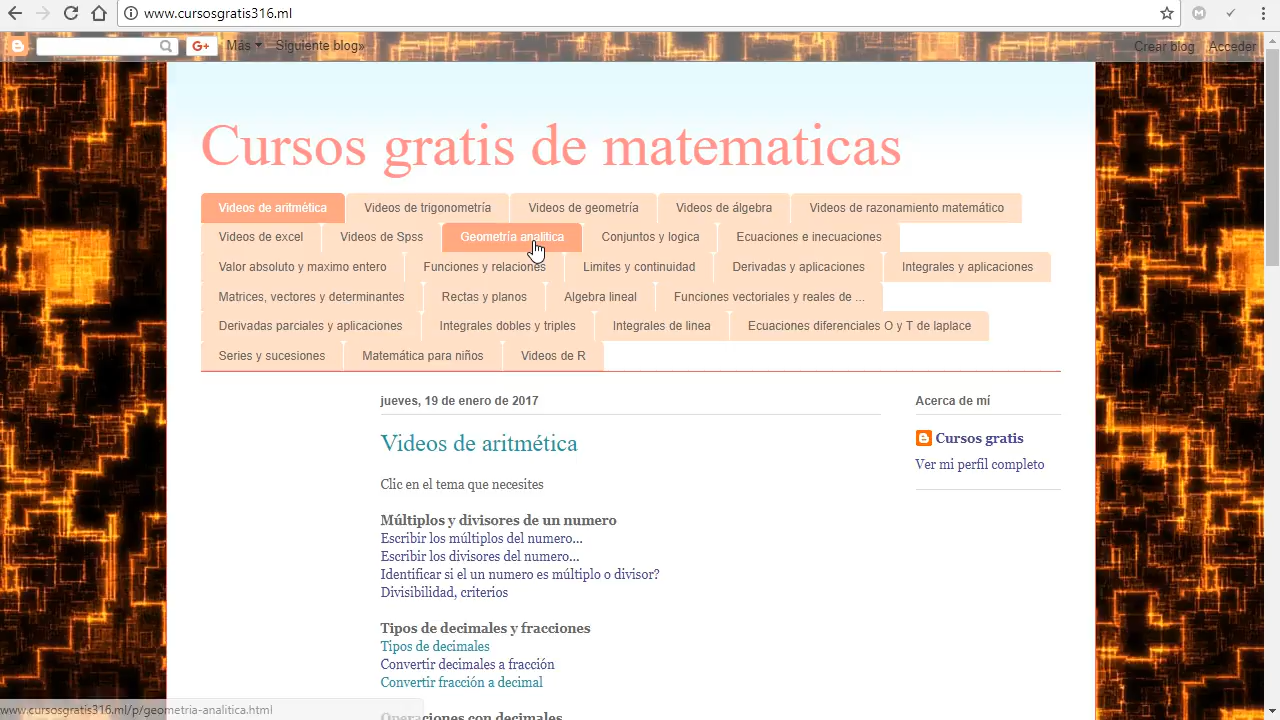 www.cursosgratis316.ml
G+ Más Siguiente blog» Crear blog Acceder
Cursos gratis de matematicas
Videos de aritmética Videos de trigonometría Videos de geometría Videos de álgebra Videos de razonamiento matemático
Videos de excel Videos de Spss Geometría analitica Conjuntos y logica Ecuaciones e inecuaciones
Valor absoluto y maximo entero Funciones y relaciones Limites y continuidad Derivadas y aplicaciones Integrales y aplicaciones
Matrices, vectores y determinantes Rectas y planos Algebra lineal Funciones vectoriales y reales de ...
Derivadas parciales y aplicaciones Integrales dobles y triples Integrales de linea Ecuaciones diferenciales O y T de laplace
Series y sucesiones Matemática para niños Videos de R
jueves, 19 de enero de 2017
Videos de aritmética
Clic en el tema que necesites
Múltiplos y divisores de un numero
Escribir los múltiplos del numero...
Escribir los divisores del numero...
Identificar si el un numero es múltiplo o divisor?
Divisibilidad, criterios
Tipos de decimales y fracciones
Tipos de decimales
Convertir decimales a fracción
Convertir fracción a decimal
Operaciones con decimales
Acerca de mí
Cursos gratis
Ver mi perfil completo
www.cursosgratis316.ml/p/geometria-analitica.html